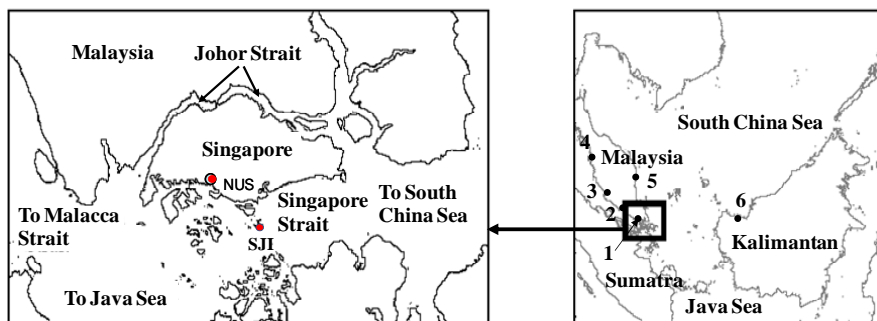 Malaysia
Johor Strait
Singapore
NUS
Singapore
Strait
To South
China Sea
To Malacca
Strait
SJI
To Java Sea
South China Sea
4
Malaysia
5
3
6
2
Kalimantan
1
Sumatra
Java Sea